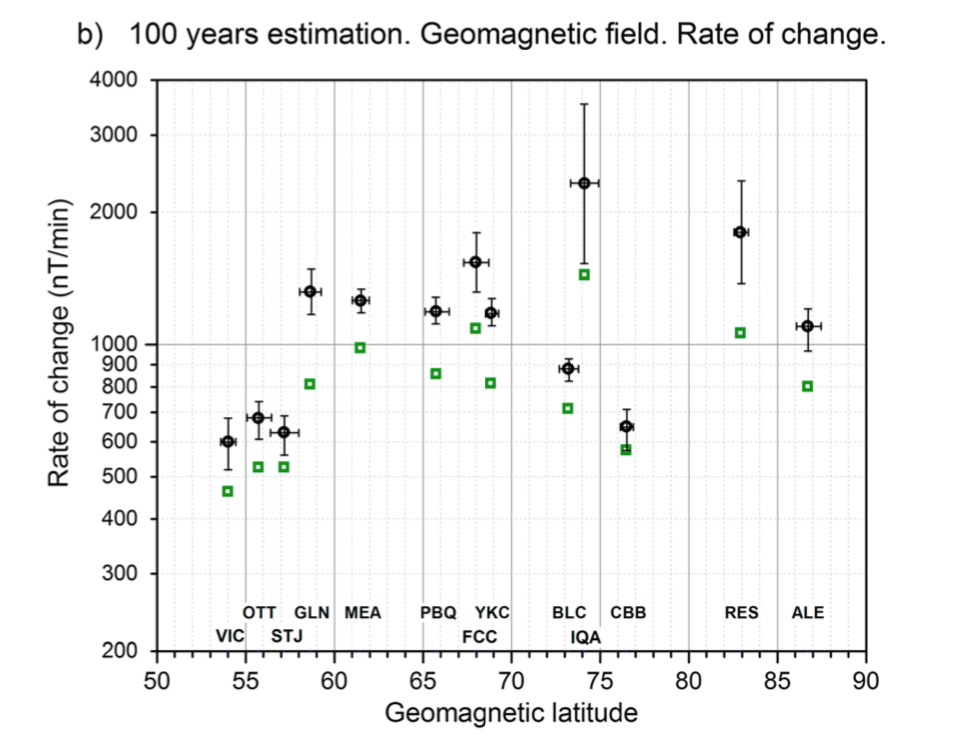 b) 100 years estimation. Geomagnetic field. Rate of change.
4000
3000
2000
1000
900
800
700
600
500
400
300
200
Rate of change (nT/min)
OTT GLN MEA PBQ YKC BLC CBB RES ALE
VIC STJ FCC IQA
50 55 60 65 70 75 80 85 90
Geomagnetic latitude